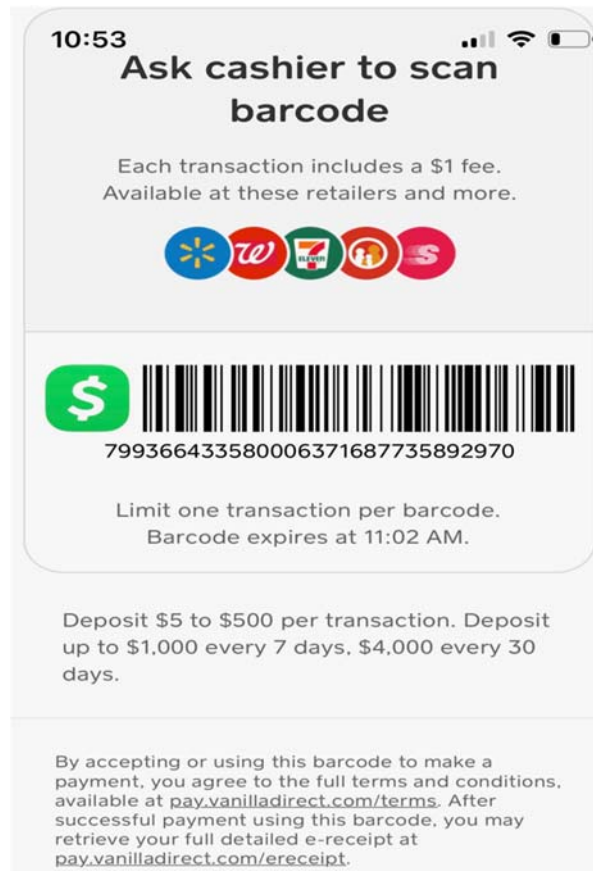 10:53
Ask cashier to scan
barcode
Each transaction includes a $1 fee.
Available at these retailers and more.
W
7
ELEVEN
S
$
799366433580006371687735892970
Limit one transaction per barcode.
Barcode expires at 11:02 AM.
Deposit $5 to $500 per transaction. Deposit
up to $1,000 every 7 days, $4,000 every 30
days.
By accepting or using this barcode to make a
payment, you agree to the full terms and conditions,
available at pay.vanilladirect.com/terms. After
successful payment using this barcode, you may
retrieve your full detailed e-receipt at
pay.vanilladirect.com/ereceipt.